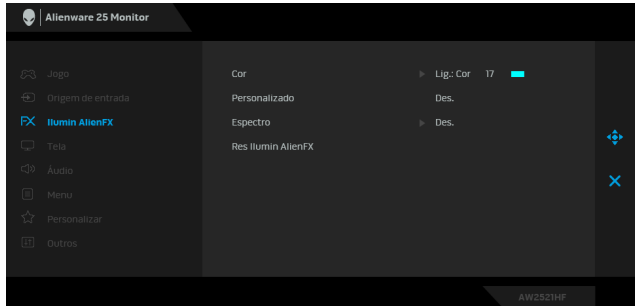 Alienware 25 Monitor
Jogo
Cor Lig.: Cor 17
Origem de entrada
Personalizado Des.
FX Ilumin AlienFX
Espectro Des.
Tela
Res Ilumin AlienFX
Áudio
Menu
Personalizar
Outros
AW2521HF